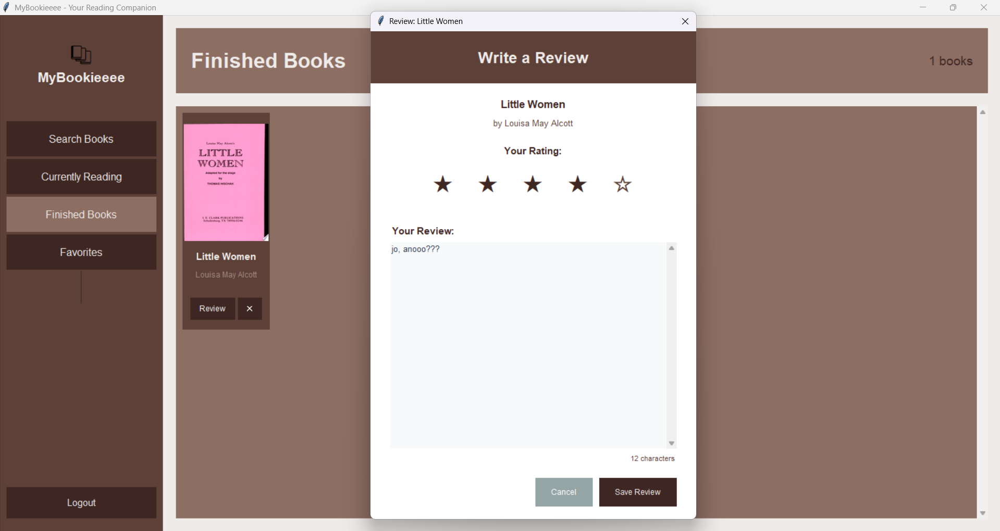 MyBookieeee - Your Reading Companion
MyBookieeee
Search Books
Currently Reading
Finished Books
Favorites
Logout
Finished Books
1 books
Louisa May Alcott's
LITTLE
WOMEN
Adapted for the stage
by
THOMAS HISCHAK
I. E. CLARK PUBLICATIONS
Schulenburg, TX 78956-0246
Little Women
Louisa May Alcott
Review
×
Review: Little Women
Write a Review
Little Women
by Louisa May Alcott
Your Rating:
★ ★ ★ ★ ☆
Your Review:
jo, anooo???
12 characters
Cancel
Save Review